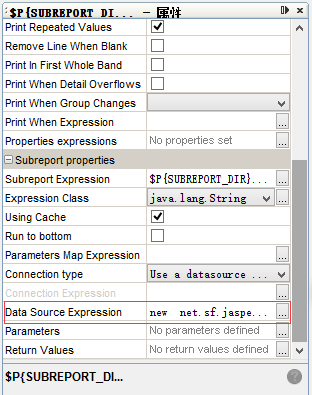 $P{SUBREPORT_DI... - 属性
Print Repeated Values
Remove Line When Blank
Print In First Whole Band
Print When Detail Overflows
Print When Group Changes
Print When Expression ...
Properties expressions No properties set ...
Subreport properties
Subreport Expression $P{SUBREPORT_DIR}... ...
Expression Class java.lang.String ...
Using Cache
Run to bottom
Parameters Map Expression ...
Connection type Use a datasource ...
Connection Expression
Data Source Expression new net.sf.jaspe... ...
Parameters No parameters defined ...
Return Values No return values defined ...
$P{SUBREPORT_DI...
?